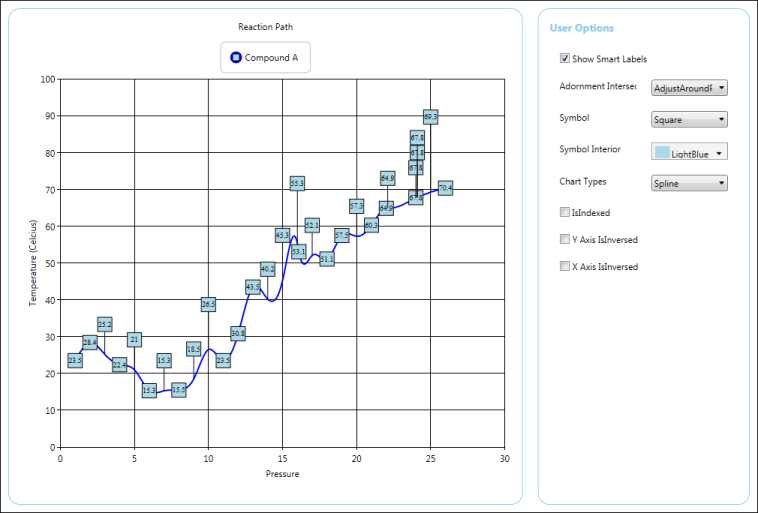 Reaction Path
Compound A
100
90
80
70
60
50
40
30
20
10
0
Temperature (Celcius)
23.5
28.4
25.2
22.4
21
15.3
15.3
15.5
18.5
26.5
23.5
30.8
43.5
40.2
45.3
55.3
53.1
52.1
51.1
57.5
57.3
60.3
64.9
64.9
67.8
67.8
67.8
67.8
69.3
70.4
0 5 10 15 20 25 30
Pressure
User Options
Show Smart Labels
Adornment Intersec AdjustAroundF
Symbol Square
Symbol Interior LightBlue
Chart Types Spline
IsIndexed
Y Axis IsInversed
X Axis IsInversed